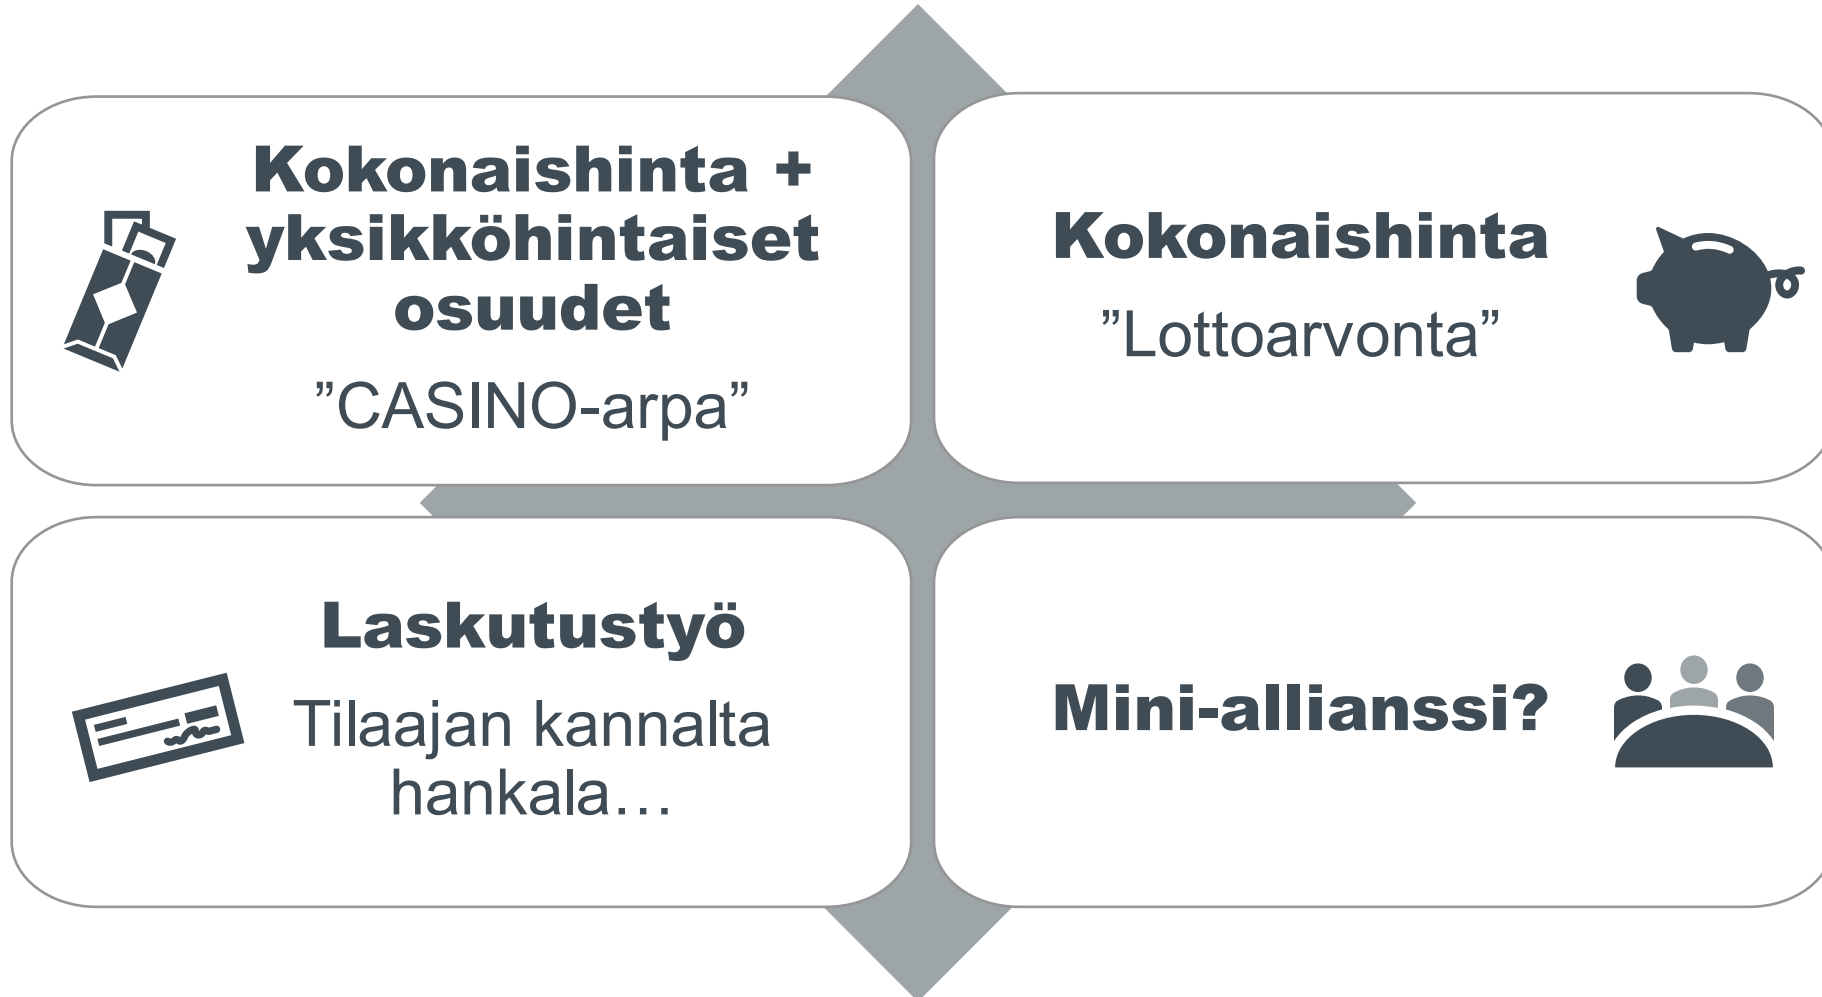 Kokonaishinta +
yksikköhintaiset
osuudet
”CASINO-arpa”
Kokonaishinta
”Lottoarvonta”
Laskutustyö
Tilaajan kannalta
hankala…
Mini-allianssi?